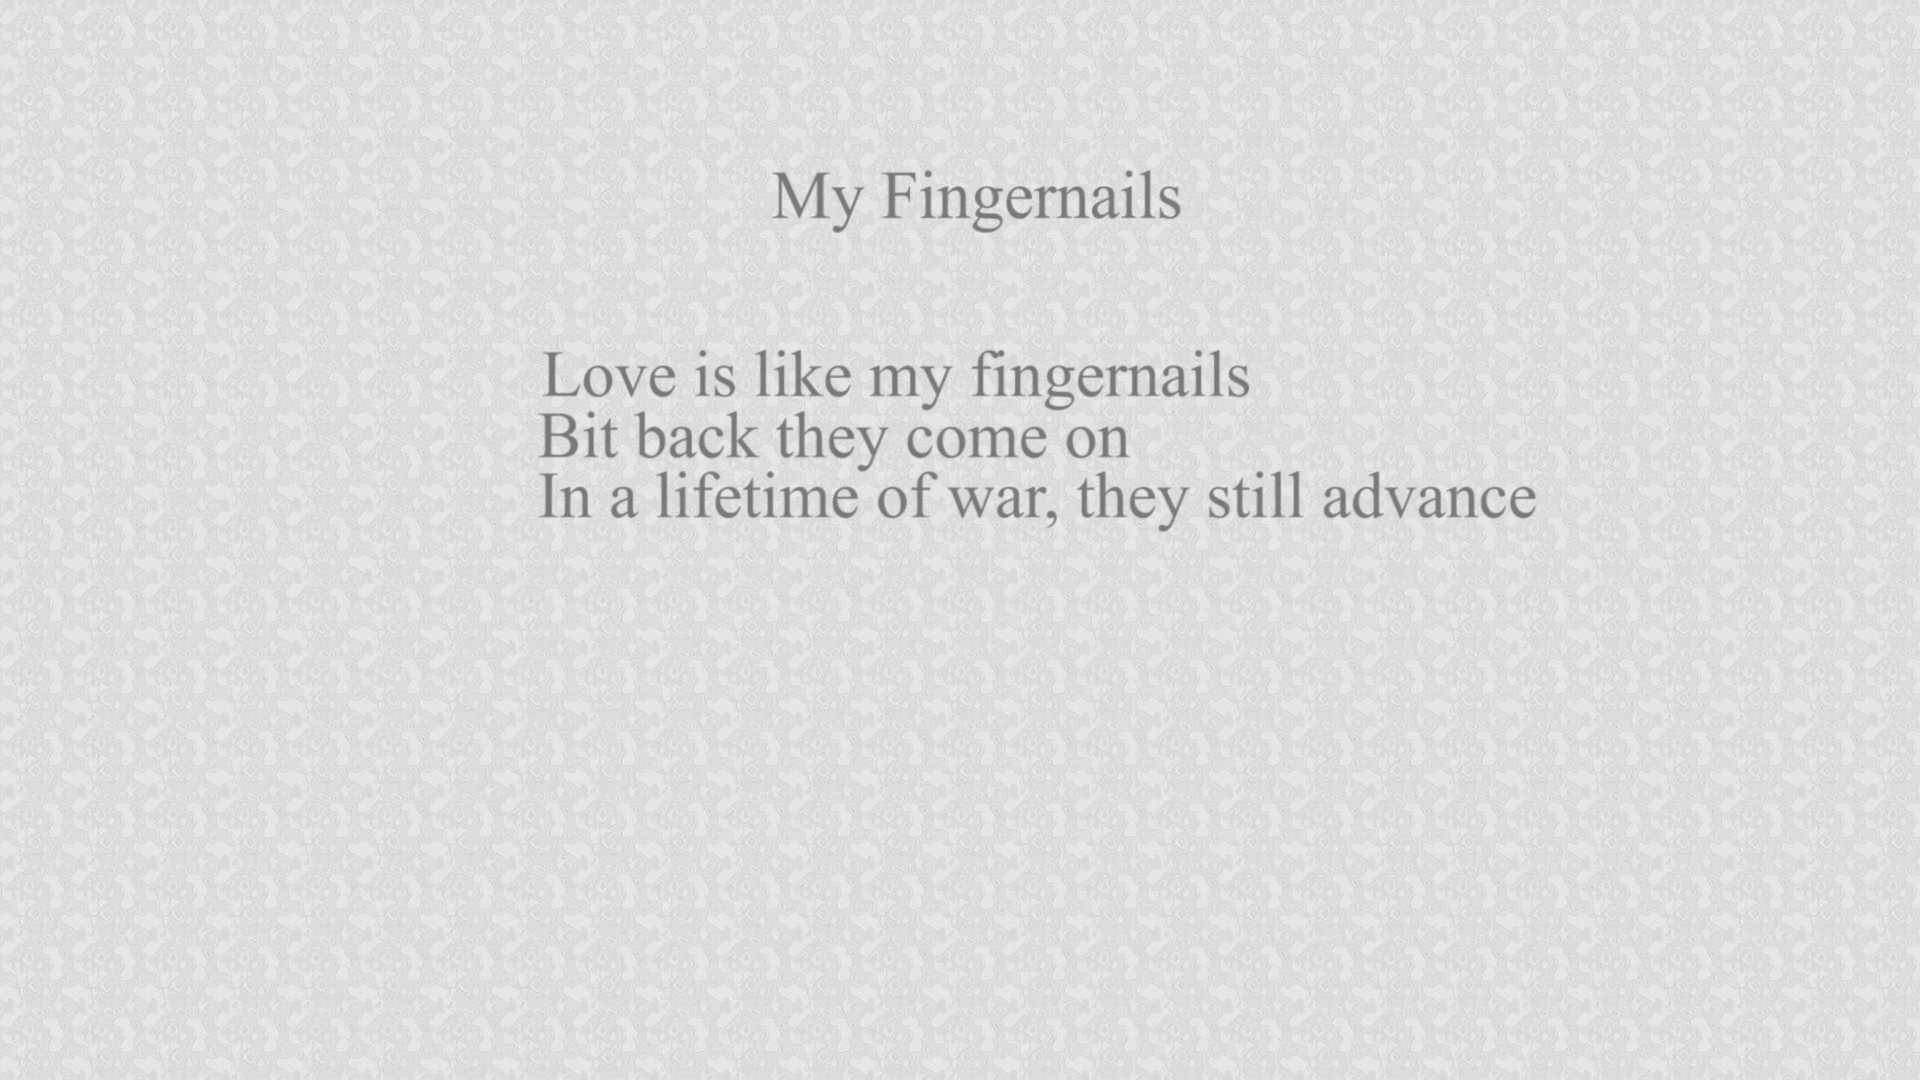 My Fingernails
Love is like my fingernails
Bit back they come on
In a lifetime of war, they still advance